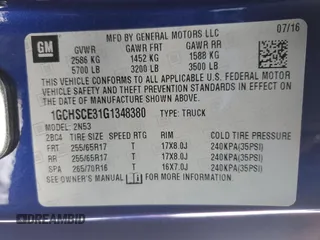 GM
MFD BY GENERAL MOTORS LLC 07/16
GVWR GAWR FRT GAWR RR
2586 KG 1452 KG 1588 KG
5700 LB 3200 LB 3500 LB
THIS VEHICLE CONFORMS TO ALL APPLICABLE U.S. FEDERAL
MOTOR VEHICLE SAFETY AND THEFT PREVENTION STANDARDS
IN EFFECT ON THE DATE OF MANUFACTURE SHOWN ABOVE.
1GCHSCE31G1348380 TYPE: TRUCK
MODEL: 2N53
2BC4 TIRE SIZE SPEED RTG RIM COLD TIRE PRESSURE
FRT 255/65R17 T 17X8.0J 240KPA(35PSI)
RR 255/65R17 T 17X8.0J 240KPA(35PSI)
SPA 265/70R16 T 16X7.0J 240KPA(35PSI)
SEE OWNER'S MANUAL FOR ADDITIONAL INFORMATION.
DREAMBID